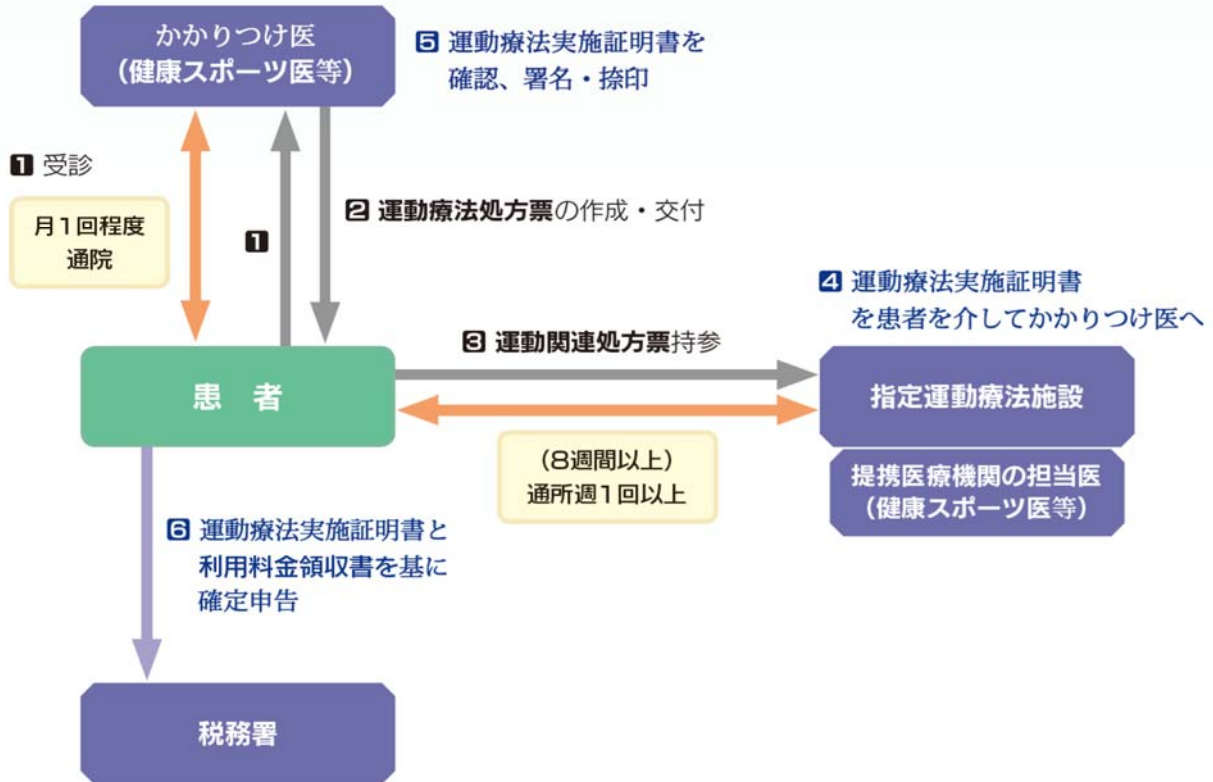 かかりつけ医
(健康スポーツ医等)
5 運動療法実施証明書を
確認、署名・捺印
1 受診
月1回程度
通院
1
2 運動療法処方票の作成・交付
4 運動療法実施証明書
を患者を介してかかりつけ医へ
3 運動関連処方票持参
患 者
指定運動療法施設
(8週間以上)
通所週1回以上
提携医療機関の担当医
(健康スポーツ医等)
6 運動療法実施証明書と
利用料金領収書を基に
確定申告
税務署